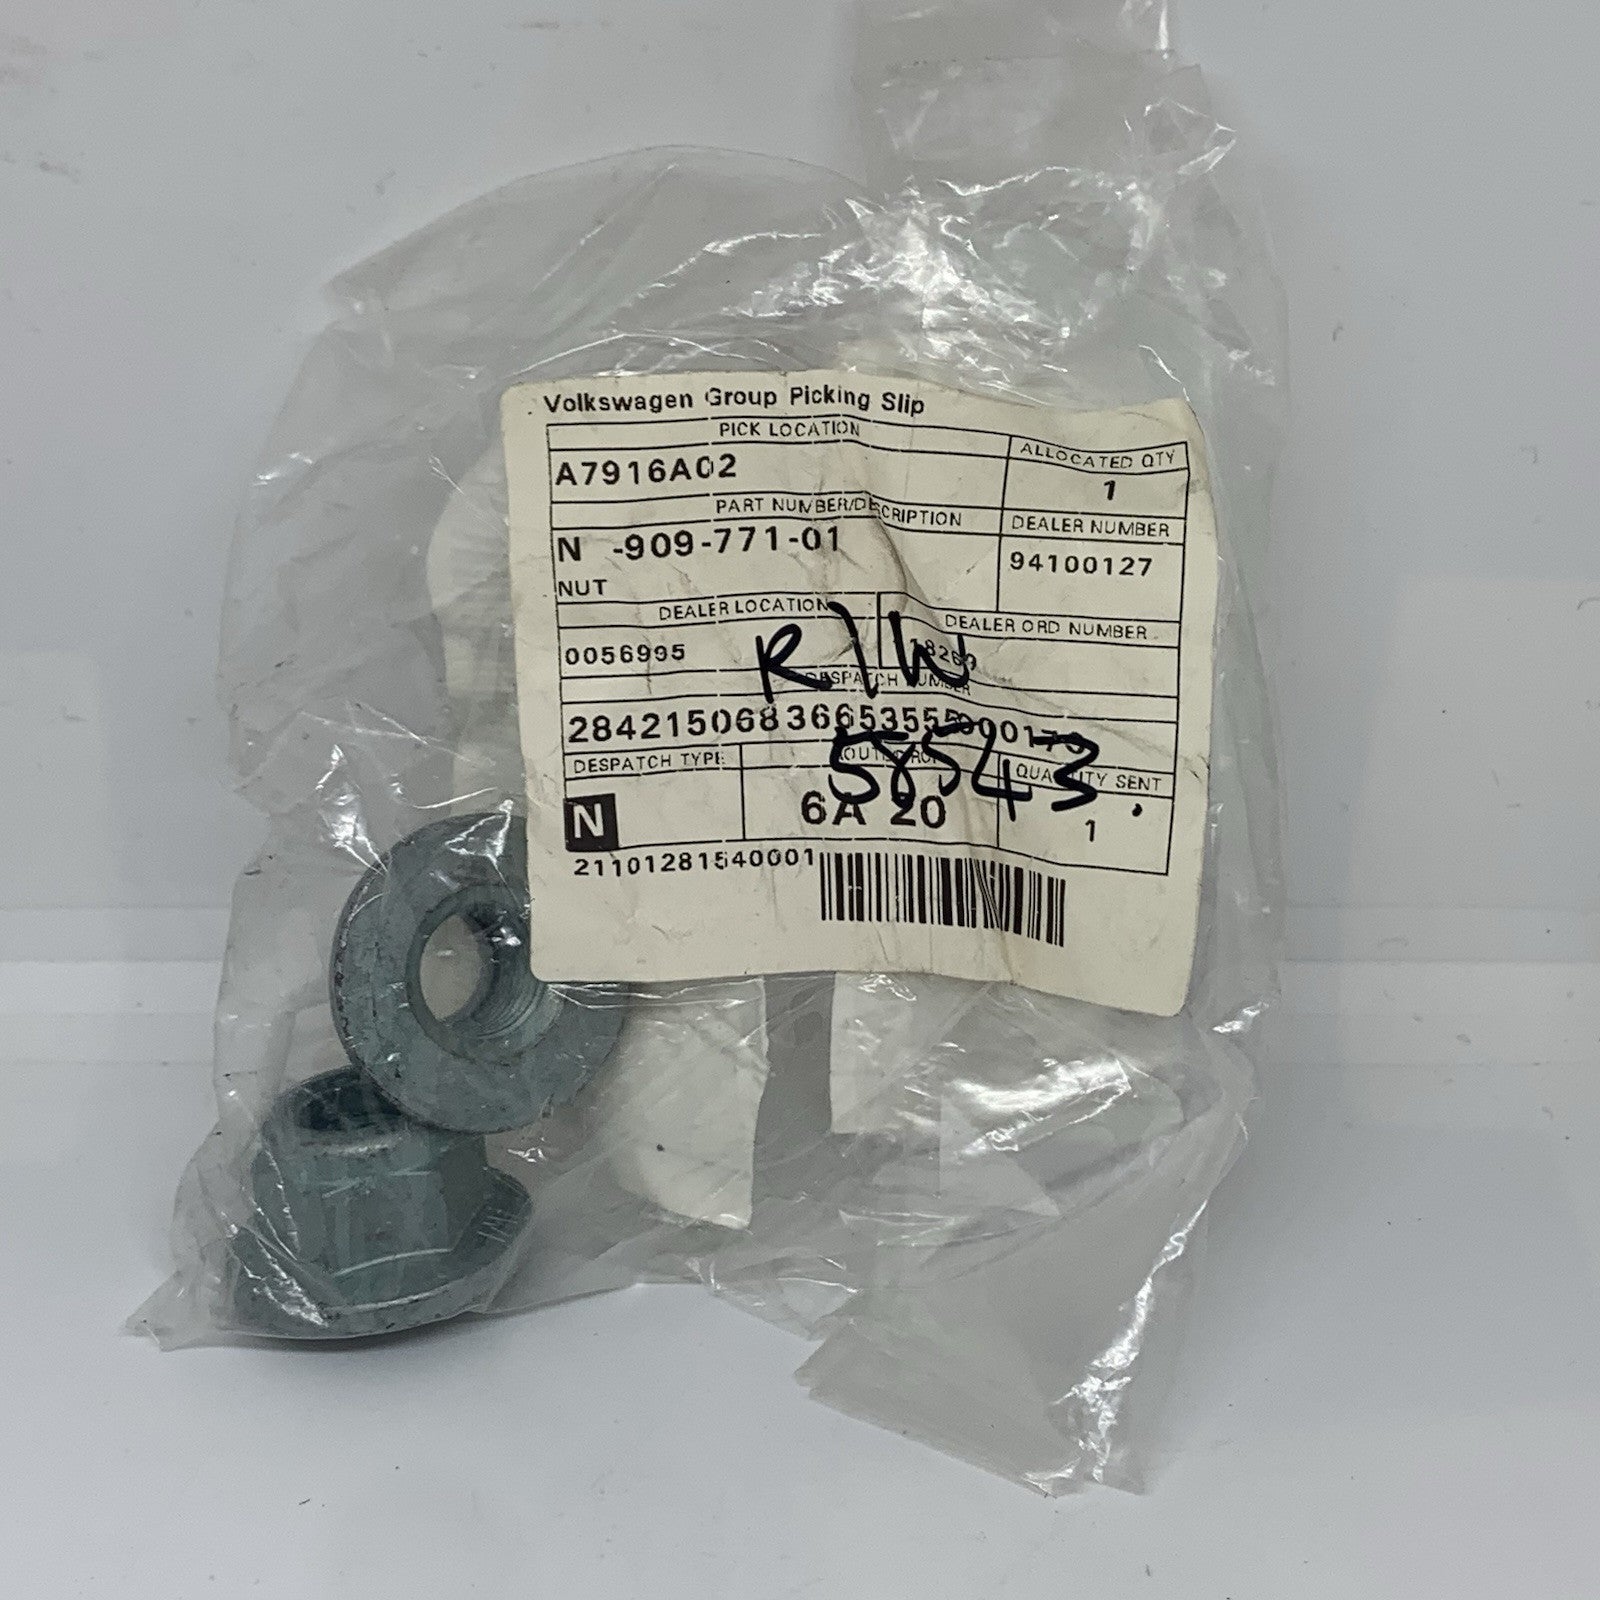 Volkswagen Group Picking Slip
PICK LOCATION
ALLOCATED QTY
A7916A02
1
PART NUMBER/DESCRIPTION
DEALER NUMBER
N -909-771-01
94100127
NUT
DEALER LOCATION
DEALER ORD NUMBER
0056995
R/W
DESPATCH NUMBER
58543.
DESPATCH TYPE
QUANTITY SENT
N
6A 20
1
21101281540001